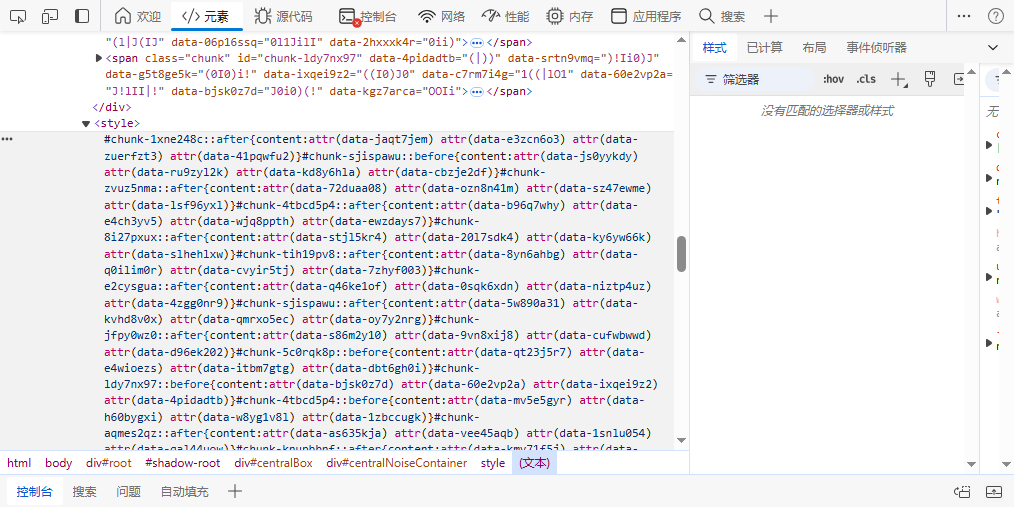 欢迎 </> 元素 源代码 控制台 网络 性能 内存 应用程序 搜索
"(l|J(IJ" data-06p16ssq="0l1JilI" data-2hxxxk4r="0ii)">…</span>
<span class="chunk" id="chunk-ldy7nx97" data-4pidadtb="(|))" data-srtn9vmq=")!Ii0)J"
data-g5t8ge5k="(0I0)i!" data-ixqei9z2="((I0)J0" data-c7rm7i4g="1((|lO1" data-60e2vp2a=
"J!lII|!" data-bjsk0z7d="J0i0)(!" data-kgz7arca="OOIi">…</span>
</div>
<style>
#chunk-1xne248c::after{content:attr(data-jaqt7jem) attr(data-e3zcn6o3) attr(data-
zuerfzt3) attr(data-41pqwfu2)}#chunk-sjispawu::before{content:attr(data-js0yykdy)
attr(data-ru9zyl2k) attr(data-kd8y6hla) attr(data-cbzje2df)}#chunk-
zvuz5nma::after{content:attr(data-72duaa08) attr(data-ozn8n41m) attr(data-sz47ewme)
attr(data-lsf96yxl)}#chunk-4tbcd5p4::after{content:attr(data-b96q7why) attr(data-
e4ch3yv5) attr(data-wjq8ppth) attr(data-ewzdays7)}#chunk-
8i27pxux::after{content:attr(data-stjl5kr4) attr(data-20l7sdk4) attr(data-ky6yw66k)
attr(data-slhehlxw)}#chunk-tih19pv8::after{content:attr(data-8yn6ahbg) attr(data-
q0ilim0r) attr(data-cvyir5tj) attr(data-7zhyf003)}#chunk-
e2cysgua::after{content:attr(data-q46ke1of) attr(data-0sqk6xdn) attr(data-niztp4uz)
attr(data-4zgg0nr9)}#chunk-sjispawu::after{content:attr(data-5w890a31) attr(data-
kvhd8v0x) attr(data-qmrxo5ec) attr(data-oy7y2nrg)}#chunk-
jfpy0wz0::after{content:attr(data-s86m2y10) attr(data-9vn8xij8) attr(data-cufwbwwd)
attr(data-d96ek202)}#chunk-5c0rqk8p::before{content:attr(data-qt23j5r7) attr(data-
e4wioezs) attr(data-itbm7gtg) attr(data-dbt6gh0i)}#chunk-
ldy7nx97::before{content:attr(data-bjsk0z7d) attr(data-60e2vp2a) attr(data-ixqei9z2)
attr(data-4pidadtb)}#chunk-4tbcd5p4::before{content:attr(data-mv5e5gyr) attr(data-
h60bygxi) attr(data-w8yg1v8l) attr(data-1zbccugk)}#chunk-
aqmes2qz::after{content:attr(data-as635kja) attr(data-vee45aqb) attr(data-1snlu054)
html body div#root #shadow-root div#centralBox div#centralNoiseContainer style (文本)
样式 已计算 布局 事件侦听器
筛选器 :hov .cls
没有匹配的选择器或样式
控制台 搜索 问题 自动填充